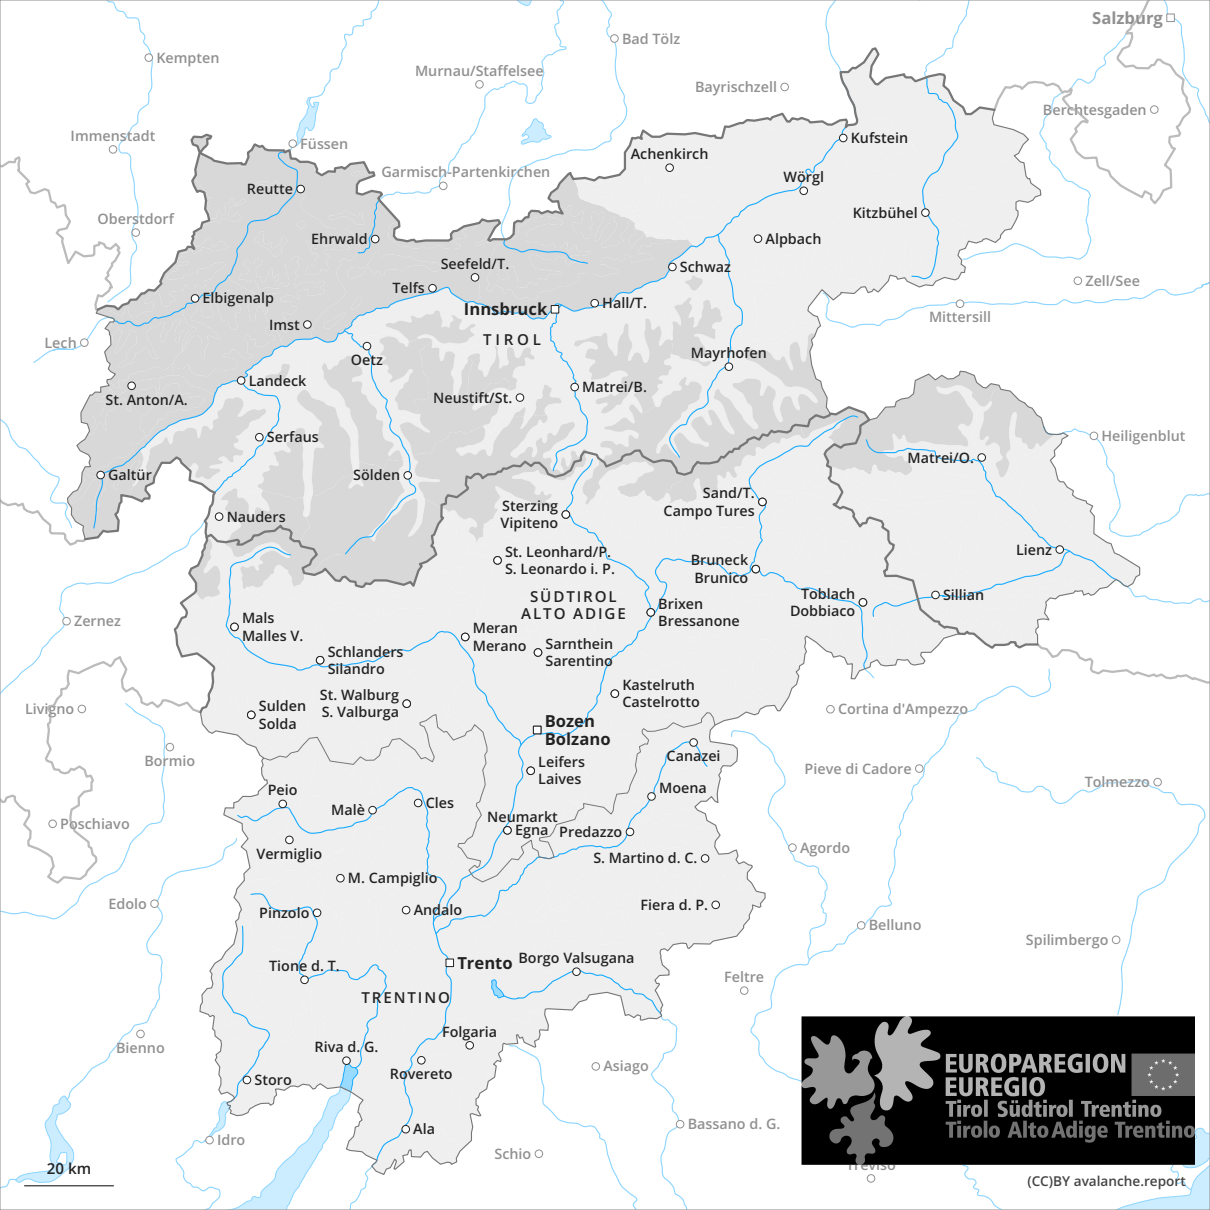 Salzburg
Bad Tölz
Kempten
Murnau/Staffelsee
Bayrischzell
Berchtesgaden
Immenstadt
Füssen
Kufstein
Achenkirch
Garmisch-Partenkirchen
Wörgl
Reutte
Oberstdorf
Kitzbühel
Ehrwald
Alpbach
Seefeld/T.
Schwaz
Zell/See
Telfs
Elbigenalp
Hall/T.
Innsbruck
Mittersill
Imst
TIROL
Lech
Oetz
Mayrhofen
Landeck
Matrei/B.
St. Anton/A.
Neustift/St.
Serfaus
Heiligenblut
Matrei/O.
Galtür
Sölden
Sand/T.
Campo Tures
Sterzing
Vipiteno
Nauders
Lienz
St. Leonhard/P.
S. Leonardo i. P.
Bruneck
Brunico
SÜDTIROL
ALTO ADIGE
Toblach
Dobbiaco
Sillian
Brixen
Bressanone
Mals
Malles V.
Zernez
Meran
Merano
Sarnthein
Sarentino
Schlanders
Silandro
Kastelruth
Castelrotto
St. Walburg
S. Valburga
Sulden
Solda
Livigno
Cortina d'Ampezzo
Bozen
Bolzano
Bormio
Canazei
Leifers
Laives
Pieve di Cadore
Tolmezzo
Peio
Moena
Malè
Cles
Neumarkt
Egna
Predazzo
Poschiavo
Agordo
Vermiglio
S. Martino d. C.
M. Campiglio
Edolo
Pinzolo
Andalo
Fiera d. P.
Belluno
Spilimbergo
Trento
Borgo Valsugana
Tione d. T.
Feltre
TRENTINO
Folgaria
Bienno
Riva d. G.
Rovereto
Asiago
Storo
Bassano d. G.
Ala
Idro
Schio
Treviso
EUROPAREGION
EUREGIO
Tirol Südtirol Trentino
Tirolo Alto Adige Trentino
20 km
(CC)BY avalanche.report